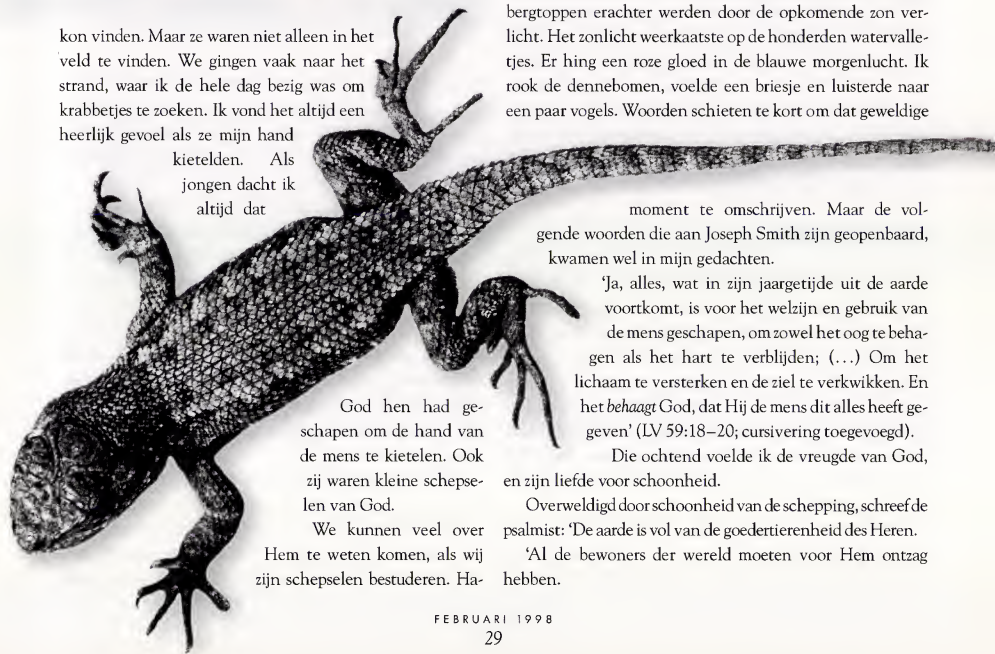 kon vinden. Maar ze waren niet alleen in het
veld te vinden. We gingen vaak naar het
strand, waar ik de hele dag bezig was om
krabbetjes te zoeken. Ik vond het altijd een
heerlijk gevoel als ze mijn hand
kietelden. Als
jongen dacht ik
altijd dat
God hen had ge-
schapen om de hand van
de mens te kietelen. Ook
zij waren kleine schepse-
len van God.
We kunnen veel over
Hem te weten komen, als wij
zijn schepselen bestuderen. Ha-
bergtoppen erachter werden door de opkomende zon ver-
licht. Het zonlicht weerkaatste op de honderden watervalle-
tjes. Er hing een roze gloed in de blauwe morgenlucht. Ik
rook de dennebomen, voelde een briesje en luisterde naar
een paar vogels. Woorden schieten te kort om dat geweldige
moment te omschrijven. Maar de vol-
gende woorden die aan Joseph Smith zijn geopenbaard,
kwamen wel in mijn gedachten.
'Ja, alles, wat in zijn jaargetijde uit de aarde
voortkomt, is voor het welzijn en gebruik van
de mens geschapen, om zowel het oog te beha-
gen als het hart te verblijden; (...) Om het
lichaam te versterken en de ziel te verkwikken. En
het behaagt God, dat Hij de mens dit alles heeft ge-
geven' (LV 59:18–20; cursivering toegevoegd).
Die ochtend voelde ik de vreugde van God,
en zijn liefde voor schoonheid.
Overweldigd door schoonheid van de schepping, schreef de
psalmist: 'De aarde is vol van de goedertierenheid des Heren.
'Al de bewoners der wereld moeten voor Hem ontzag
hebben.
FEBRUARI 1998
29